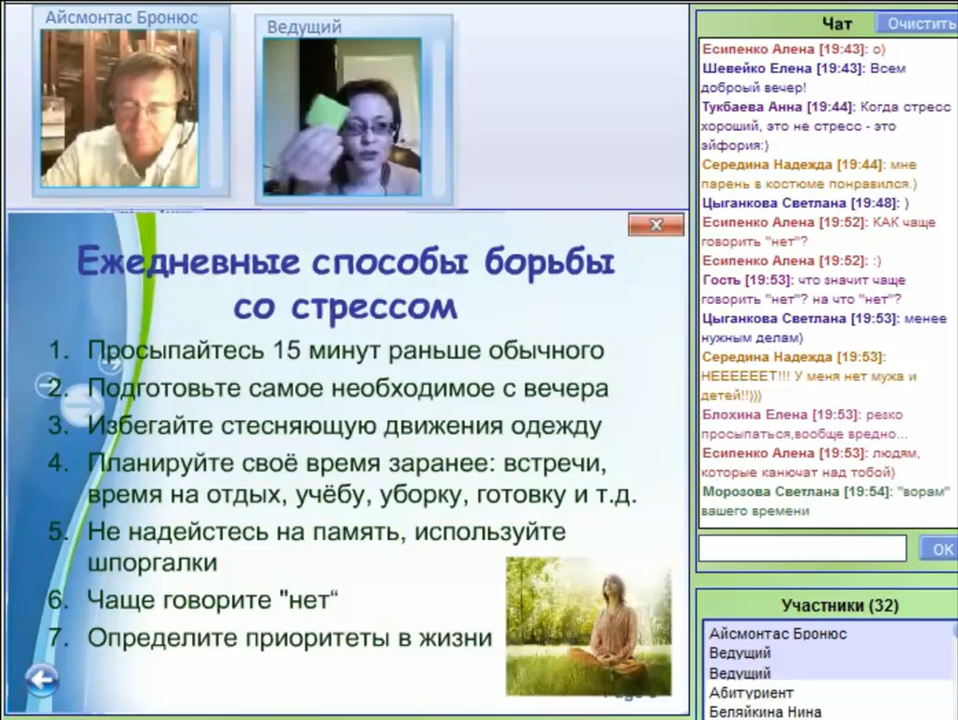 Айсмонтас Бронюс
Ведущий
Ежедневные способы борьбы
со стрессом
1. Просыпайтесь 15 минут раньше обычного
2. Подготовьте самое необходимое с вечера
3. Избегайте стесняющую движения одежду
4. Планируйте своё время заранее: встречи,
время на отдых, учёбу, уборку, готовку и т.д.
5. Не надейтесь на память, используйте
шпоргалки
6. Чаще говорите "нет“
7. Определите приоритеты в жизни
Чат
Очистить
Есипенко Алена [19:43]: о)
Шевейко Елена [19:43]: Всем
доброый вечер!
Тукбаева Анна [19:44]: Когда стресс
хороший, это не стресс - это
эйфория:)
Середина Надежда [19:44]: мне
парень в костюме понравился.)
Цыганкова Светлана [19:48]: )
Есипенко Алена [19:52]: КАК чаще
говорить "нет"?
Есипенко Алена [19:52]: :)
Гость [19:53]: что значит чаще
говорить "нет"? на что "нет"?
Цыганкова Светлана [19:53]: менее
нужным делам)
Середина Надежда [19:53]:
НЕЕЕЕЕЕТ!!! У меня нет мужа и
детей!!)))
Блохина Елена [19:53]: резко
просыпаться,вообще вредно...
Есипенко Алена [19:53]: людям,
которые канючат над тобой)
Морозова Светлана [19:54]: "ворам"
вашего времени
ОК
Участники (32)
Айсмонтас Бронюс
Ведущий
Ведущий
Абитуриент
Беляйкина Нина